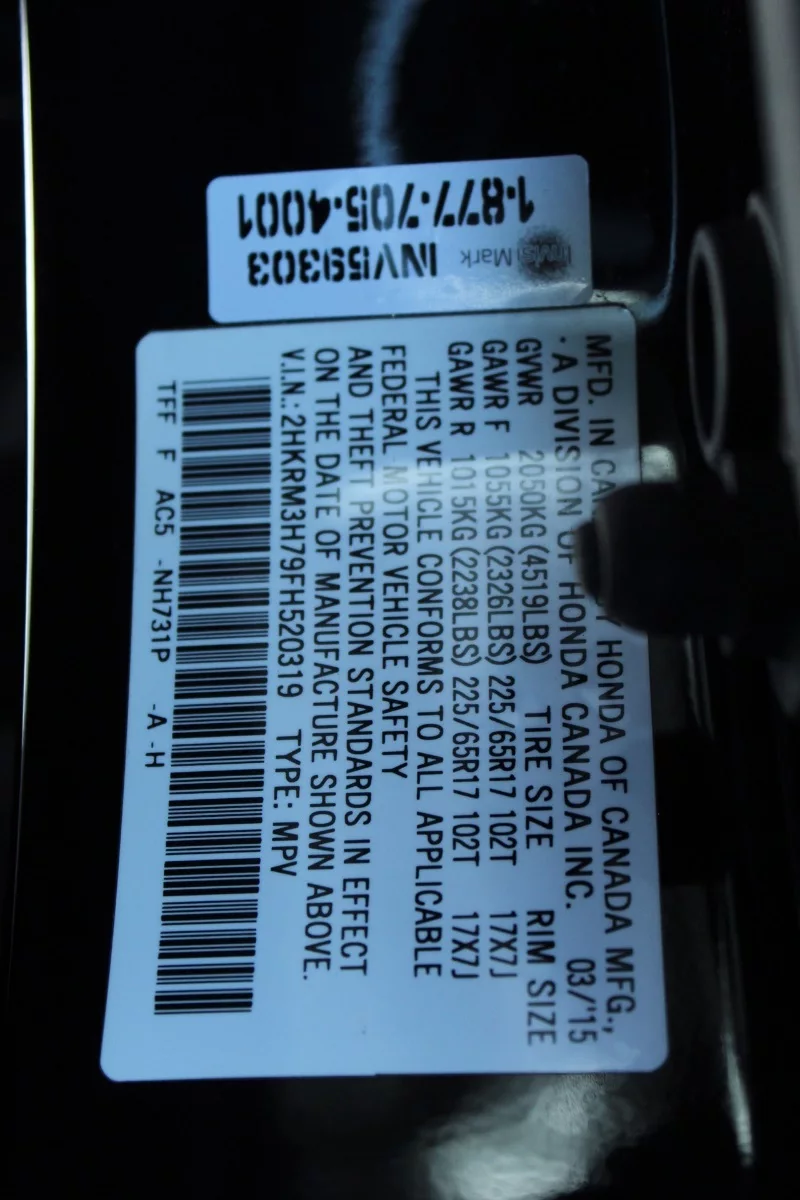 1-877-705-4001
InvisiMark INV59303
MFD. IN HONDA OF CANADA MFG., 03/'15
· A DIVISION OF HONDA CANADA INC.
GVWR 2050KG (4519LBS) TIRE SIZE RIM SIZE
GAWR F 1055KG (2326LBS) 225/65R17 102T 17X7J
GAWR R 1015KG (2238LBS) 225/65R17 102T 17X7J
THIS VEHICLE CONFORMS TO ALL APPLICABLE
FEDERAL MOTOR VEHICLE SAFETY
AND THEFT PREVENTION STANDARDS IN EFFECT
ON THE DATE OF MANUFACTURE SHOWN ABOVE.
V.I.N.: 2HKRM3H79FH520319 TYPE: MPV
TFF F AC5 -NH731P -A -H